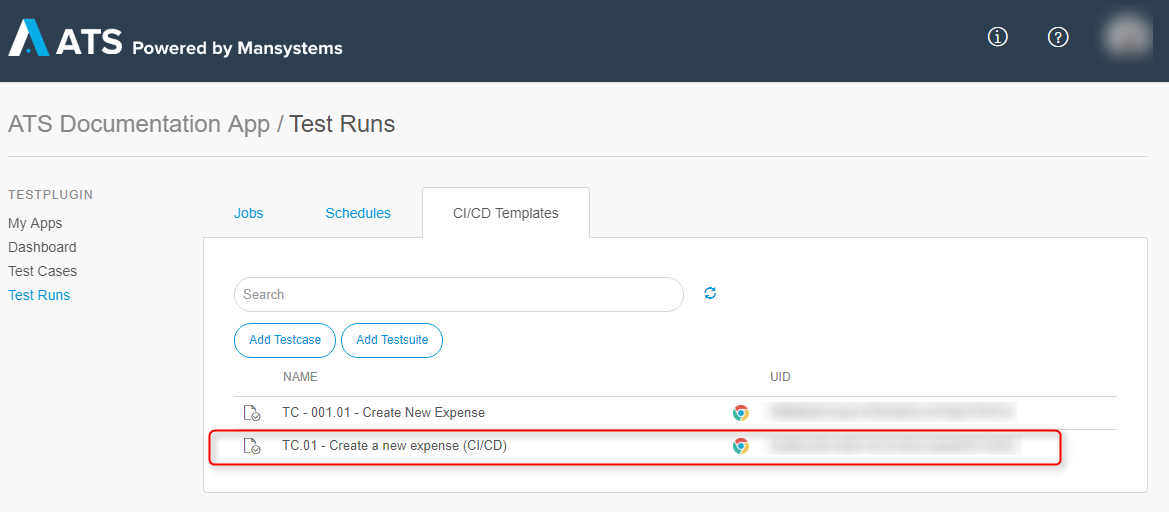 ATS Powered by Mansystems
ATS Documentation App / Test Runs
TESTPLUGIN
My Apps
Dashboard
Test Cases
Test Runs
Jobs Schedules CI/CD Templates
Search
Add Testcase Add Testsuite
NAME UID
TC - 001.01 - Create New Expense
TC.01 - Create a new expense (CI/CD)